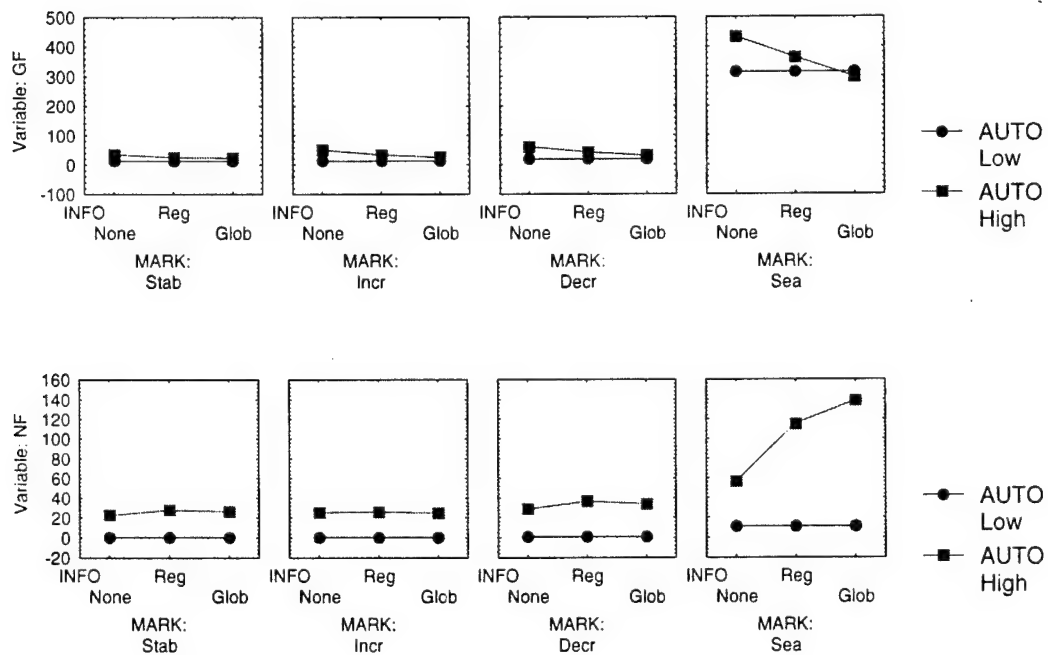 Variable: GF
500
400
300
200
100
0
-100
INFO Reg Reg Reg Reg
None Glob None Glob None Glob None Glob
MARK: MARK: MARK: MARK:
Stab Incr Decr Sea
AUTO
Low
AUTO
High
Variable: NF
160
140
120
100
80
60
40
20
0
-20
INFO Reg INFO Reg INFO Reg INFO Reg
None Glob None Glob None Glob None Glob
MARK: MARK: MARK: MARK:
Stab Incr Decr Sea
AUTO
Low
AUTO
High